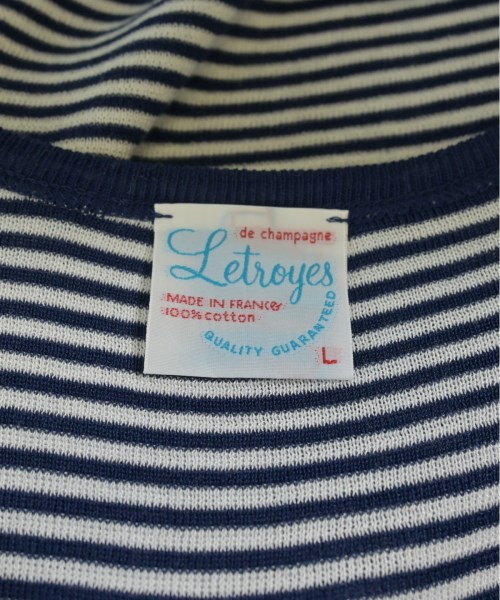 de champagne
Letroyes
MADE IN FRANCE
100% cotton
QUALITY GUARANTEED
L